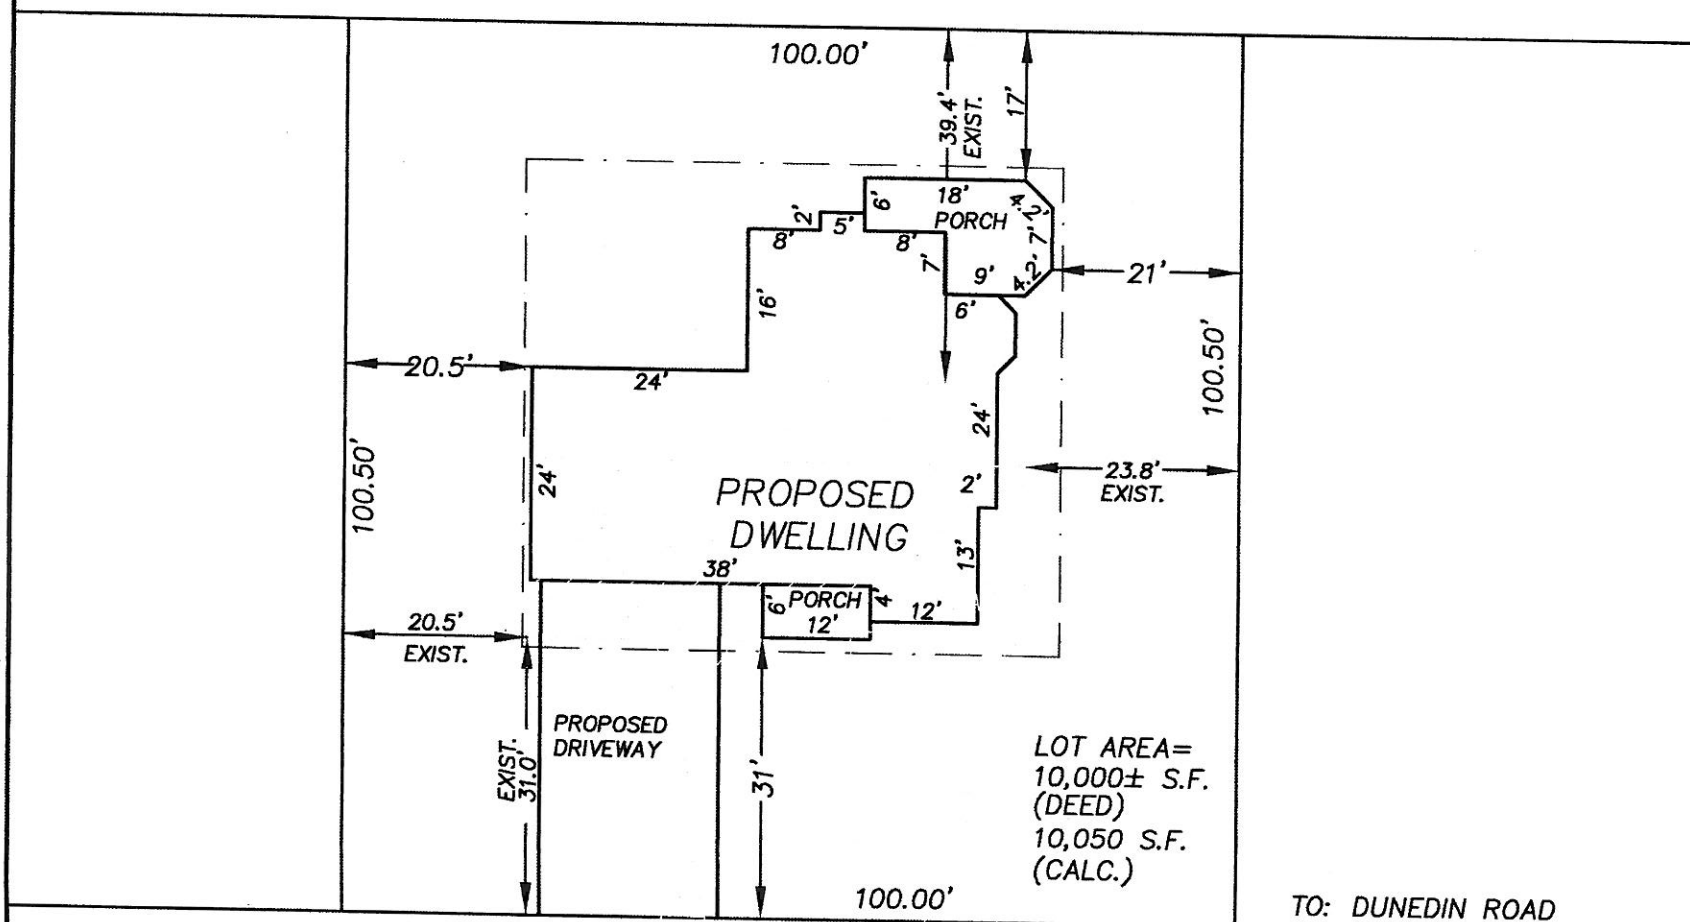 100.00'
39.4'
EXIST.
17'
18'
PORCH
6'
4.2'
7'
4.2'
2'
5'
8'
8'
7'
9'
6'
16'
21'
20.5'
24'
100.50'
24'
100.50'
24'
23.8'
EXIST.
2'
PROPOSED
DWELLING
13'
38'
6'
PORCH
12'
4'
12'
20.5'
EXIST.
PROPOSED
DRIVEWAY
EXIST.
31.0'
31'
LOT AREA=
10,000± S.F.
(DEED)
10,050 S.F.
(CALC.)
100.00'
TO: DUNEDIN ROAD